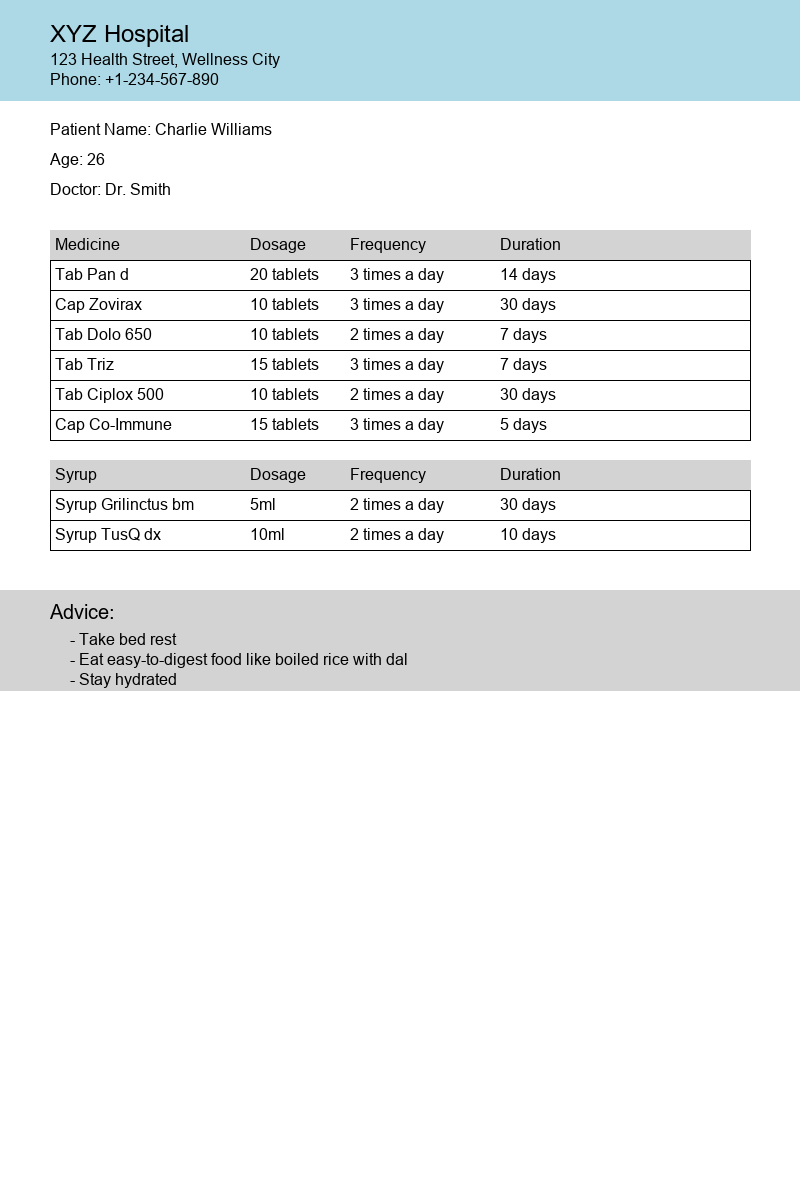 XYZ Hospital
123 Health Street, Wellness City
Phone: +1-234-567-890
Patient Name: Charlie Williams
Age: 26
Doctor: Dr. Smith
Medicine Dosage Frequency Duration
Tab Pan d 20 tablets 3 times a day 14 days
Cap Zovirax 10 tablets 3 times a day 30 days
Tab Dolo 650 10 tablets 2 times a day 7 days
Tab Triz 15 tablets 3 times a day 7 days
Tab Ciplox 500 10 tablets 2 times a day 30 days
Cap Co-Immune 15 tablets 3 times a day 5 days
Syrup Dosage Frequency Duration
Syrup Grilinctus bm 5ml 2 times a day 30 days
Syrup TusQ dx 10ml 2 times a day 10 days
Advice:
- Take bed rest
- Eat easy-to-digest food like boiled rice with dal
- Stay hydrated